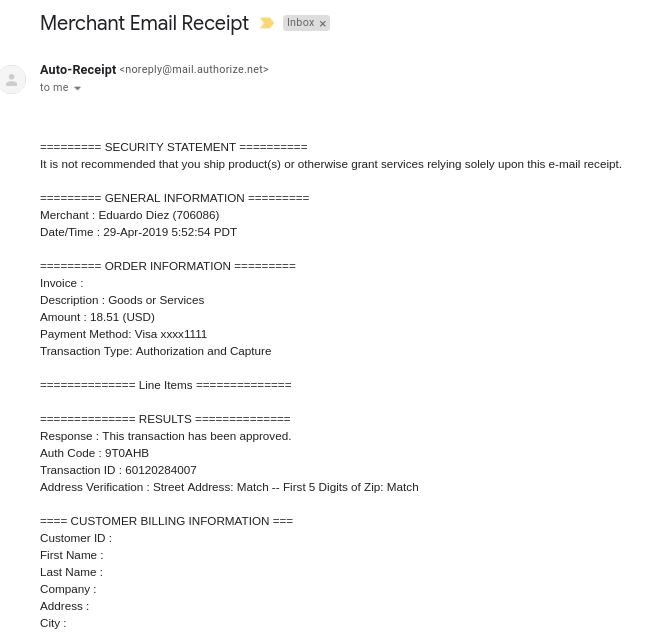 Merchant Email Receipt Inbox ×
Auto-Receipt <noreply@mail.authorize.net>
to me
========= SECURITY STATEMENT ==========
It is not recommended that you ship product(s) or otherwise grant services relying solely upon this e-mail receipt.
========= GENERAL INFORMATION =========
Merchant : Eduardo Diez (706086)
Date/Time : 29-Apr-2019 5:52:54 PDT
========= ORDER INFORMATION =========
Invoice :
Description : Goods or Services
Amount : 18.51 (USD)
Payment Method: Visa xxxx1111
Transaction Type: Authorization and Capture
============== Line Items ==============
============== RESULTS ==============
Response : This transaction has been approved.
Auth Code : 9T0AHB
Transaction ID : 60120284007
Address Verification : Street Address: Match -- First 5 Digits of Zip: Match
==== CUSTOMER BILLING INFORMATION ===
Customer ID :
First Name :
Last Name :
Company :
Address :
City :